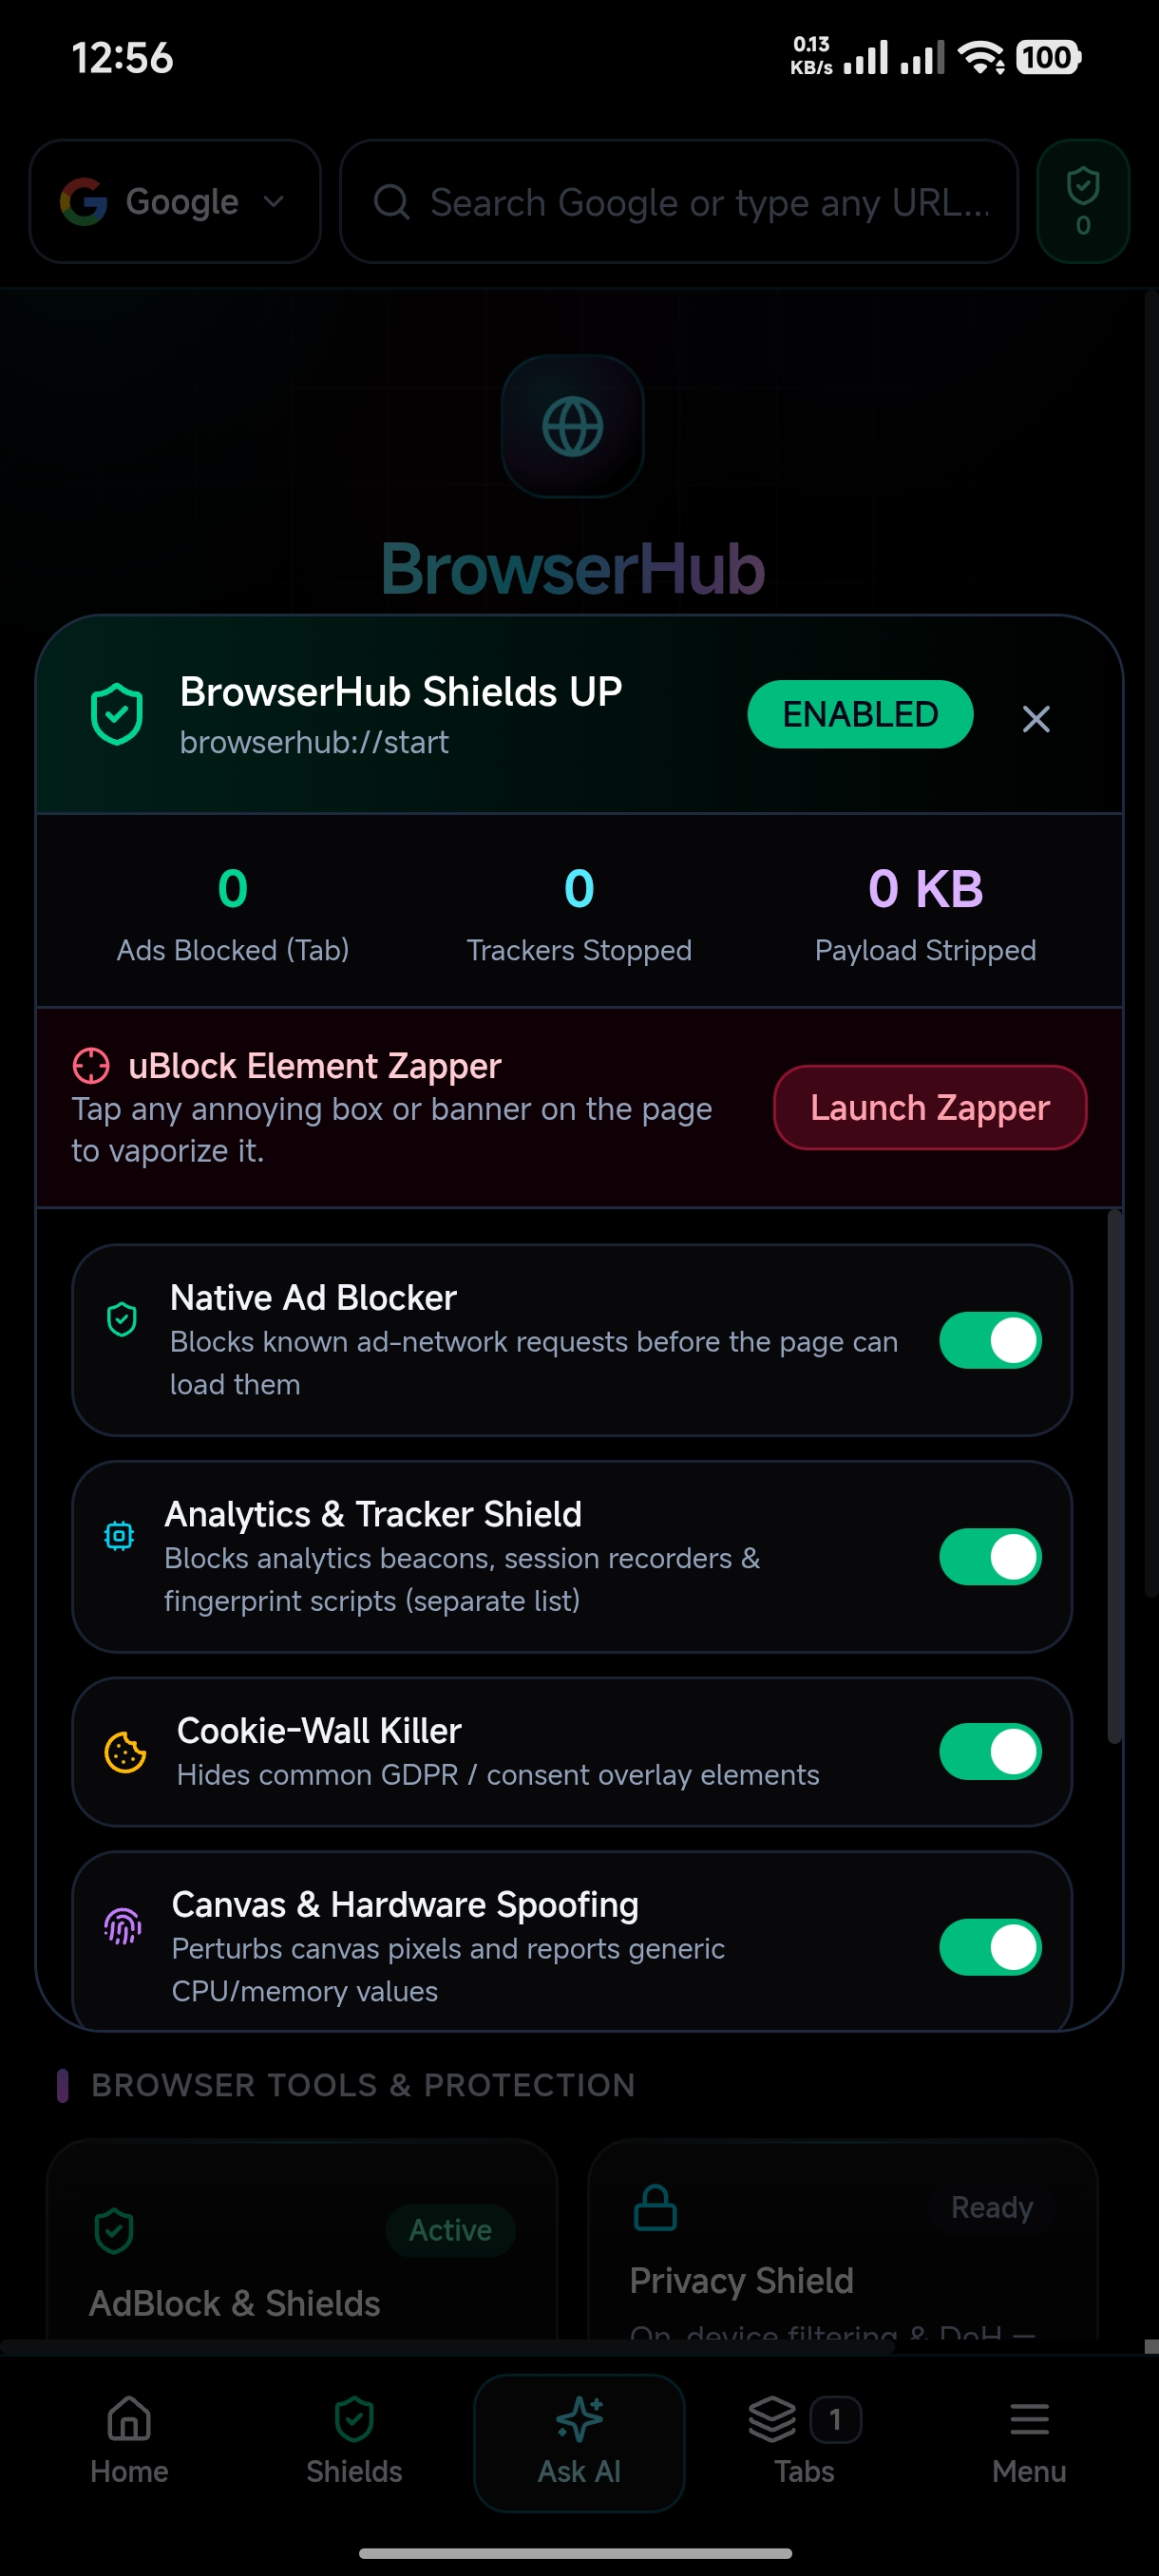 12:56
0.13
KB/s
100
Google
Search Google or type any URL...
0
BrowserHub
BrowserHub Shields UP
browserhub://start
ENABLED
0
Ads Blocked (Tab)
0
Trackers Stopped
0 KB
Payload Stripped
uBlock Element Zapper
Tap any annoying box or banner on the page
to vaporize it.
Launch Zapper
Native Ad Blocker
Blocks known ad-network requests before the page can
load them
Analytics & Tracker Shield
Blocks analytics beacons, session recorders &
fingerprint scripts (separate list)
Cookie-Wall Killer
Hides common GDPR / consent overlay elements
Canvas & Hardware Spoofing
Perturbs canvas pixels and reports generic
CPU/memory values
BROWSER TOOLS & PROTECTION
Active
AdBlock & Shields
Ready
Privacy Shield
On-device filtering & DoH —
Home
Shields
Ask AI
1
Tabs
Menu